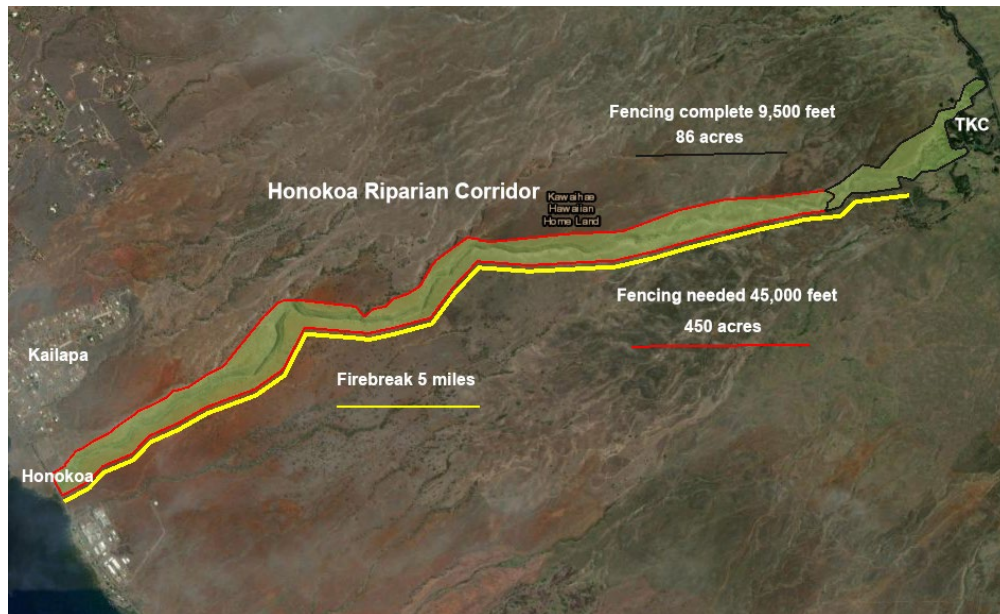 Fencing complete 9,500 feet
86 acres
TKC
Honokoa Riparian Corridor
Kawaihae
Hawaiian
Home Land
Fencing needed 45,000 feet
450 acres
Kailapa
Firebreak 5 miles
Honokoa